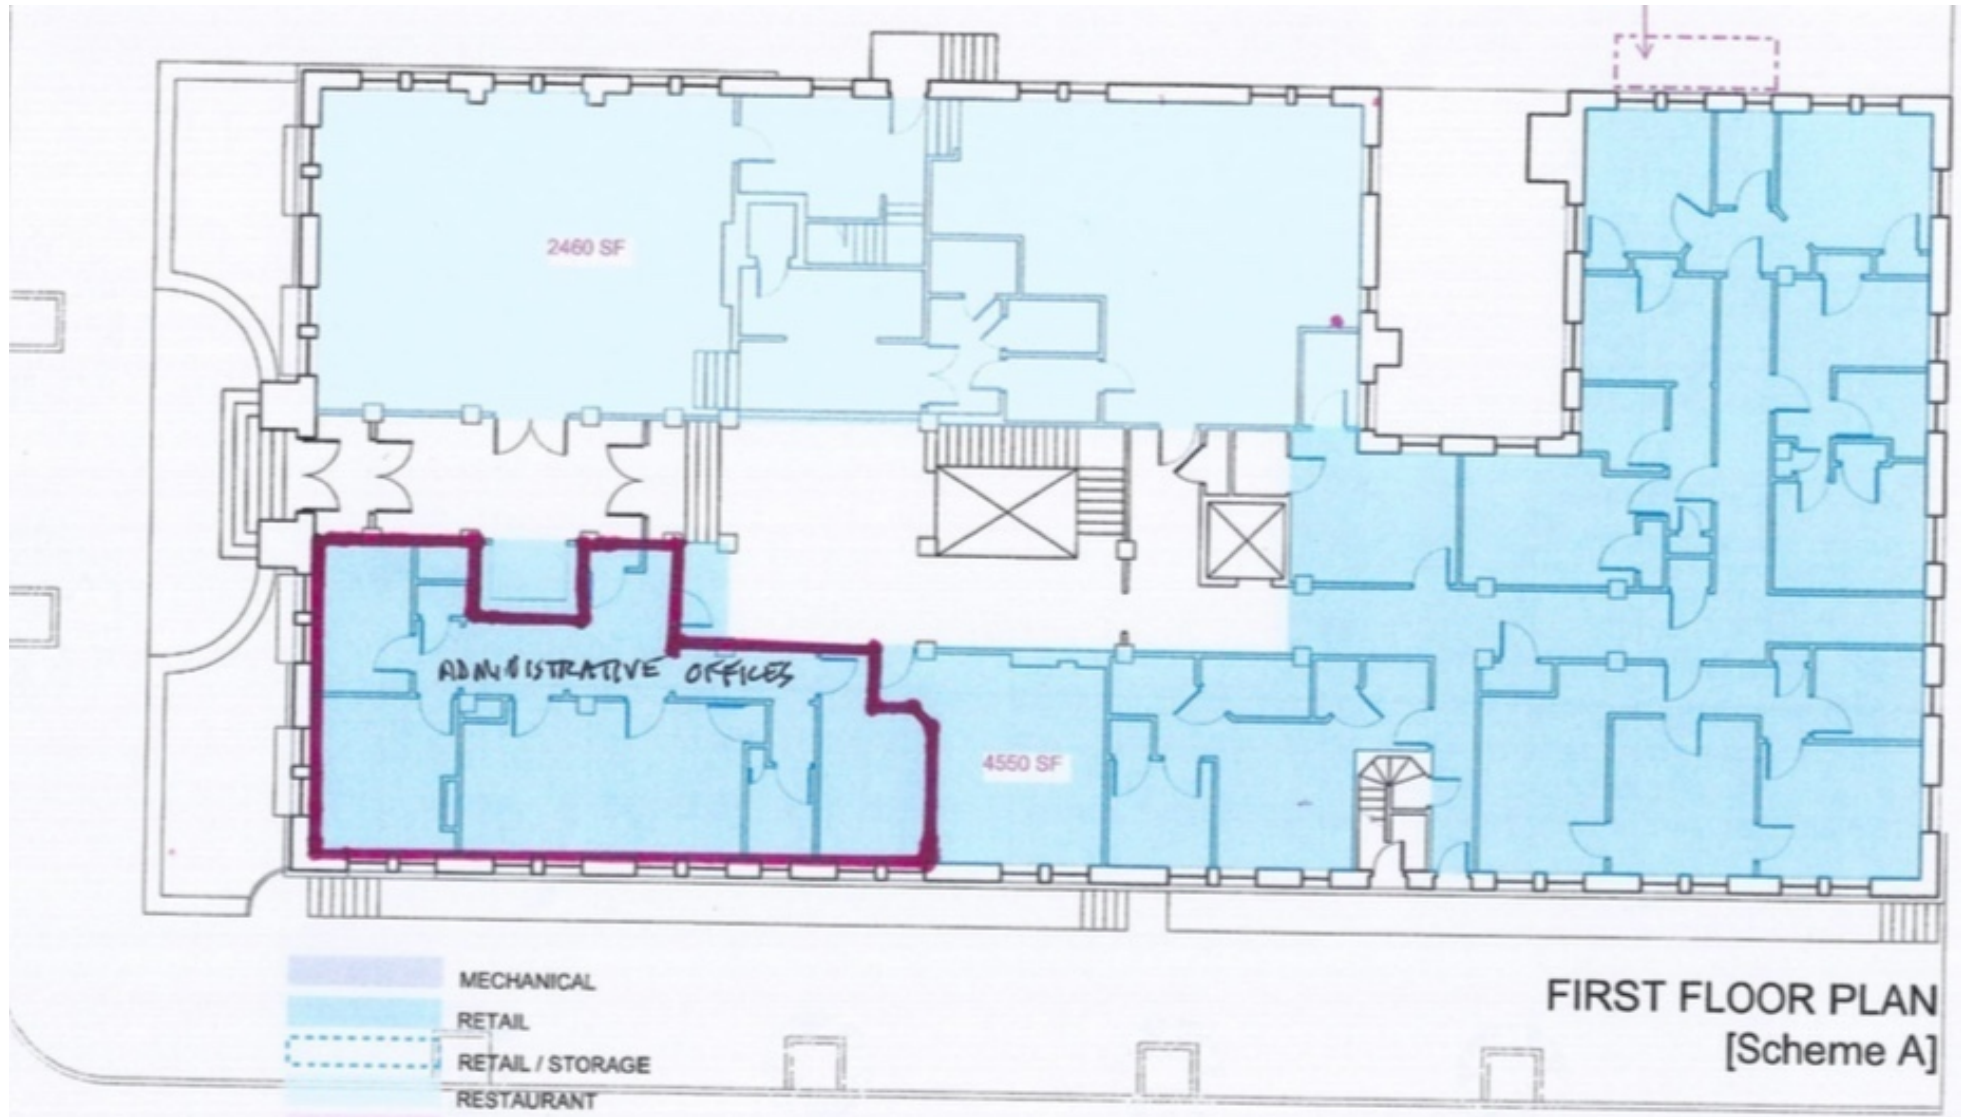 2460 SF
ADMINISTRATIVE OFFICES
4550 SF
MECHANICAL
RETAIL
RETAIL / STORAGE
RESTAURANT
FIRST FLOOR PLAN
[Scheme A]